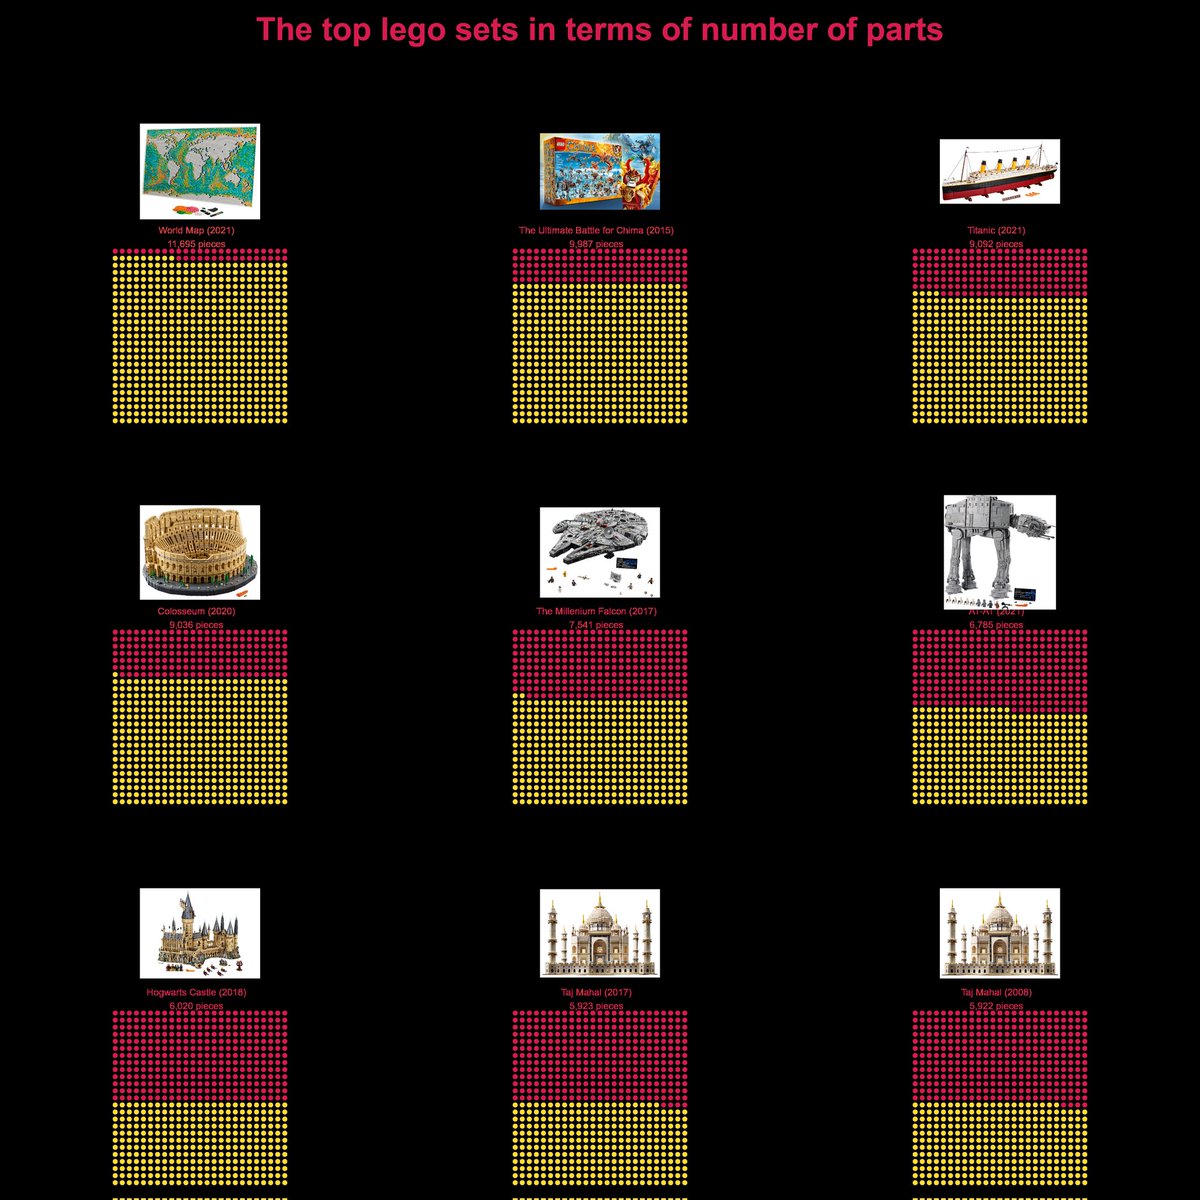 The top lego sets in terms of number of parts
World Map (2021)
11,695 pieces
The Ultimate Battle for Chima (2015)
9,987 pieces
Titanic (2021)
9,092 pieces
Colosseum (2020)
9,036 pieces
The Millenium Falcon (2017)
7,541 pieces
AT-AT (2021)
6,785 pieces
Hogwarts Castle (2018)
6,020 pieces
Taj Mahal (2017)
5,923 pieces
Taj Mahal (2008)
5,922 pieces